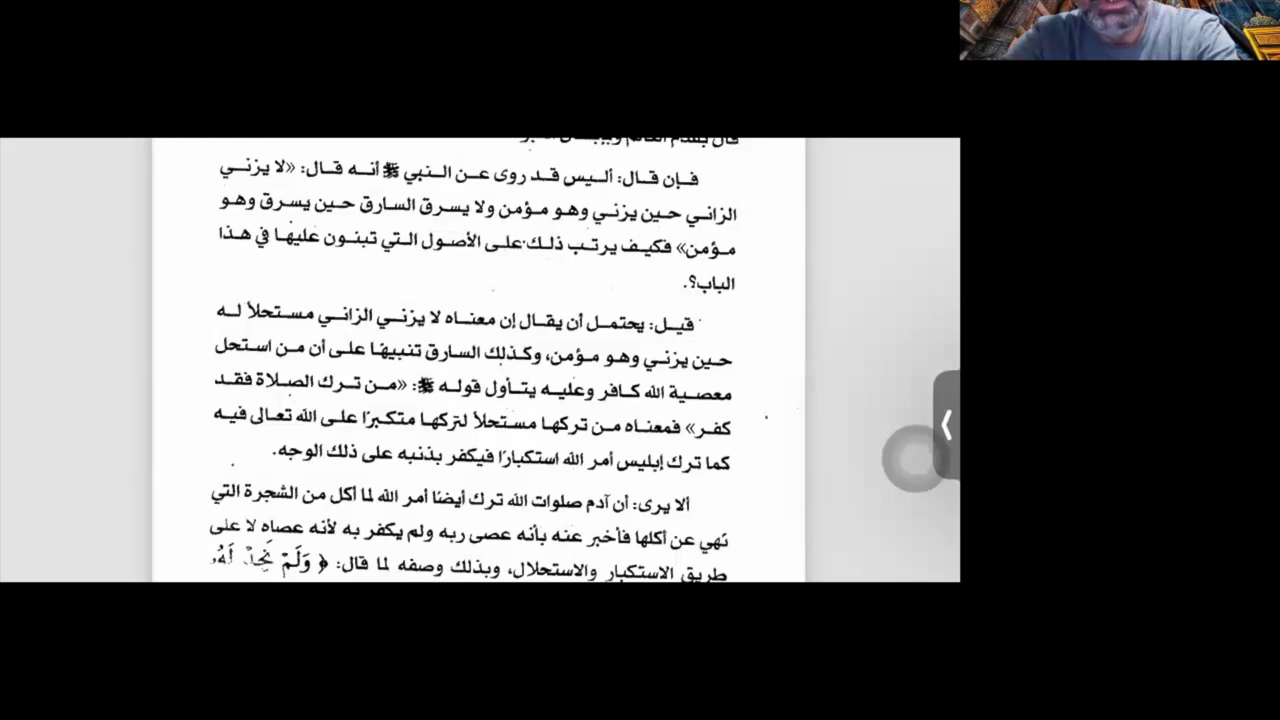 فإن قال: أليس قد روى عن النبي ﷺ أنه قال: «لا يزني
الزاني حين يزني وهو مؤمن ولا يسرق السارق حين يسرق وهو
مؤمن» فكيف يرتب ذلك على الأصول التي تبنون عليها في هذا
الباب؟.
قيل: يحتمل أن يقال إن معناه لا يزني الزاني مستحلاً له
حين يزني وهو مؤمن، وكذلك السارق تنبيهًا على أن من استحل
معصية الله كافر وعليه يتأول قوله ﷺ: «من ترك الصلاة فقد
كفر» فمعناه من تركها مستحلاً لتركها متكبرًا على الله تعالى فيه
كما ترك إبليس أمر الله استكبارًا فيكفر بذنبه على ذلك الوجه.
ألا يرى: أن آدم صلوات الله ترك أيضًا أمر الله لما أكل من الشجرة التي
نهي عن أكلها فأخبر عنه بأنه عصى ربه ولم يكفر به لأنه عصاه لا على
طريق الاستكبار والاستحلال، وبذلك وصفه لما قال: ﴿ وَلَمْ نَجِدْ لَهُ